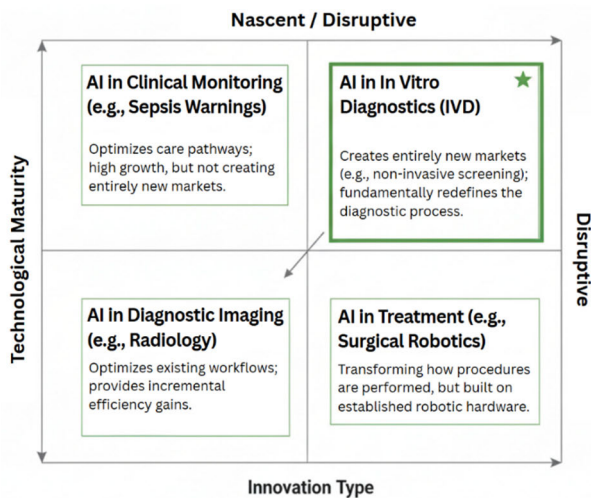 Nascent / Disruptive
AI in Clinical Monitoring
(e.g., Sepsis Warnings)
Optimizes care pathways;
high growth, but not creating
entirely new markets.
AI in In Vitro
Diagnostics (IVD)
Creates entirely new markets
(e.g., non-invasive screening);
fundamentally redefines the
diagnostic process.
Technological Maturity
Disruptive
AI in Diagnostic Imaging
(e.g., Radiology)
Optimizes existing workflows;
provides incremental
efficiency gains.
AI in Treatment (e.g.,
Surgical Robotics)
Transforming how procedures
are performed, but built on
established robotic hardware.
Innovation Type